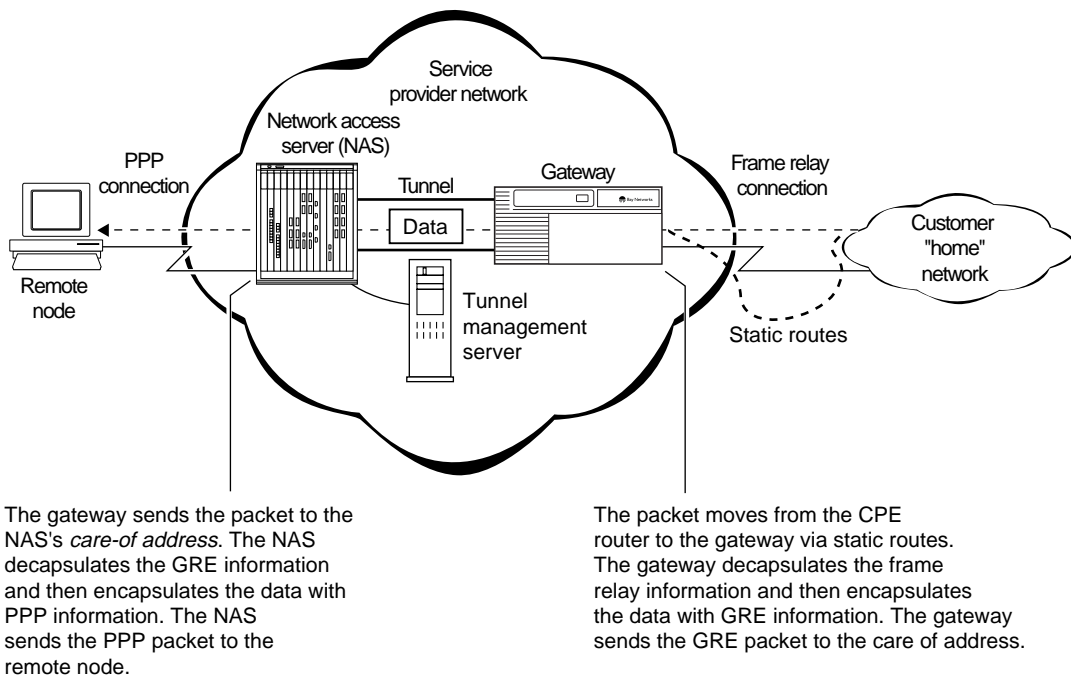 Service
provider network
Network access
server (NAS)
PPP
connection
Tunnel
Gateway
Frame relay
connection
Bay Networks
Data
Customer
"home"
network
Remote
node
Tunnel
management
server
Static routes
The gateway sends the packet to the
NAS's care-of address. The NAS
decapsulates the GRE information
and then encapsulates the data with
PPP information. The NAS
sends the PPP packet to the
remote node.
The packet moves from the CPE
router to the gateway via static routes.
The gateway decapsulates the frame
relay information and then encapsulates
the data with GRE information. The gateway
sends the GRE packet to the care of address.